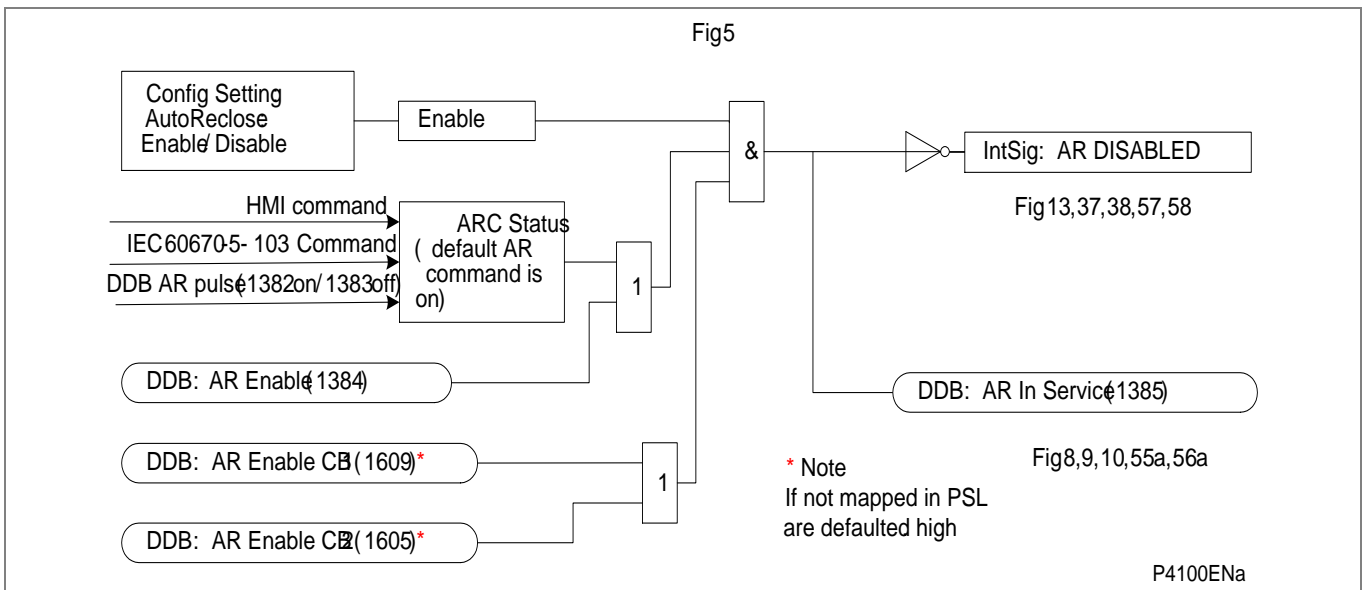 Fig5
Config Setting
AutoReclose
Enable/ Disable
Enable
&
IntSig: AR DISABLED
Fig13,37,38,57,58
HMI command
IEC60670-5- 103 Command
DDB AR pulse(1382on/1383off)
ARC Status
( default AR
command is
on)
1
DDB: AR Enable(1384)
DDB: AR In Service(1385)
Fig8,9,10,55a,56a
DDB: AR Enable CB1(1609)*
1
DDB: AR Enable CB2(1605)*
* Note
If not mapped in PSL
are defaulted high
P4100ENa